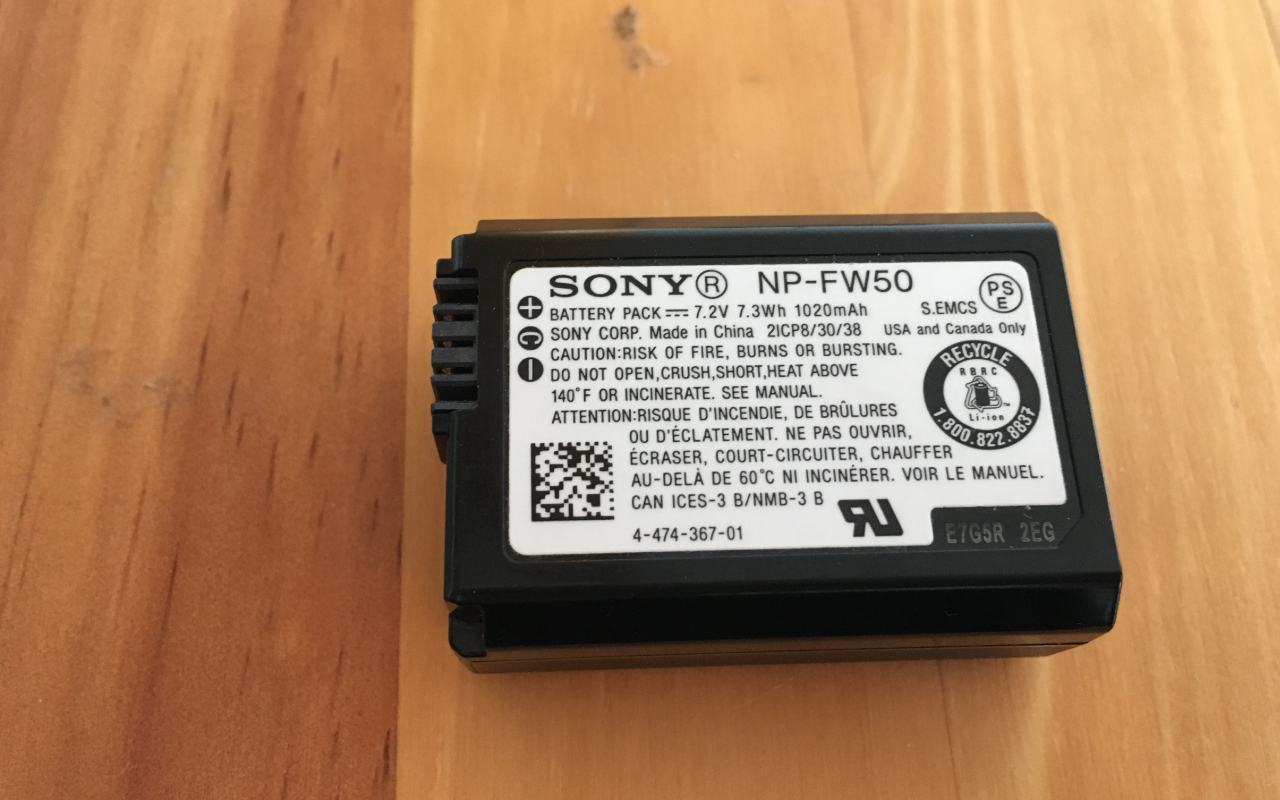 SONY® NP-FW50
PS
E
+ BATTERY PACK ⎓ 7.2V 7.3Wh 1020mAh S.EMCS
C SONY CORP. Made in China 2ICP8/30/38 USA and Canada Only
CAUTION:RISK OF FIRE, BURNS OR BURSTING.
− DO NOT OPEN,CRUSH,SHORT,HEAT ABOVE
140°F OR INCINERATE. SEE MANUAL.
ATTENTION:RISQUE D'INCENDIE, DE BRÛLURES
OU D'ÉCLATEMENT. NE PAS OUVRIR,
ÉCRASER, COURT-CIRCUITER, CHAUFFER
AU-DELÀ DE 60°C NI INCINÉRER. VOIR LE MANUEL.
CAN ICES-3 B/NMB-3 B
4-474-367-01
RECYCLE
RBRC
Li-ion
TM
1.800.822.8837
RU
E7G5R 2EG